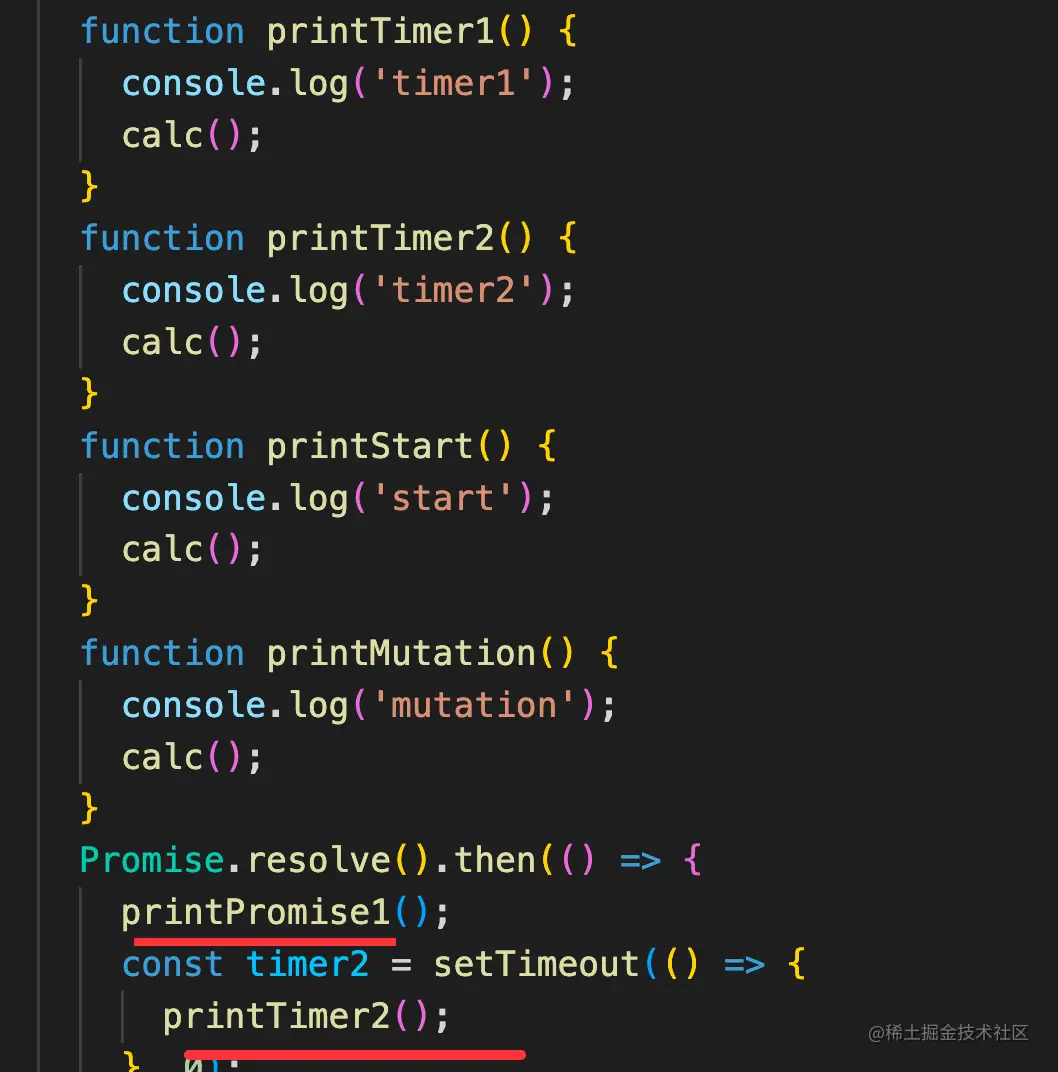 function printTimer1() {
  console.log('timer1');
  calc();
}
function printTimer2() {
  console.log('timer2');
  calc();
}
function printStart() {
  console.log('start');
  calc();
}
function printMutation() {
  console.log('mutation');
  calc();
}
Promise.resolve().then(() => {
  printPromise1();
  const timer2 = setTimeout(() => {
    printTimer2();
@稀土掘金技术社区
  } 0);